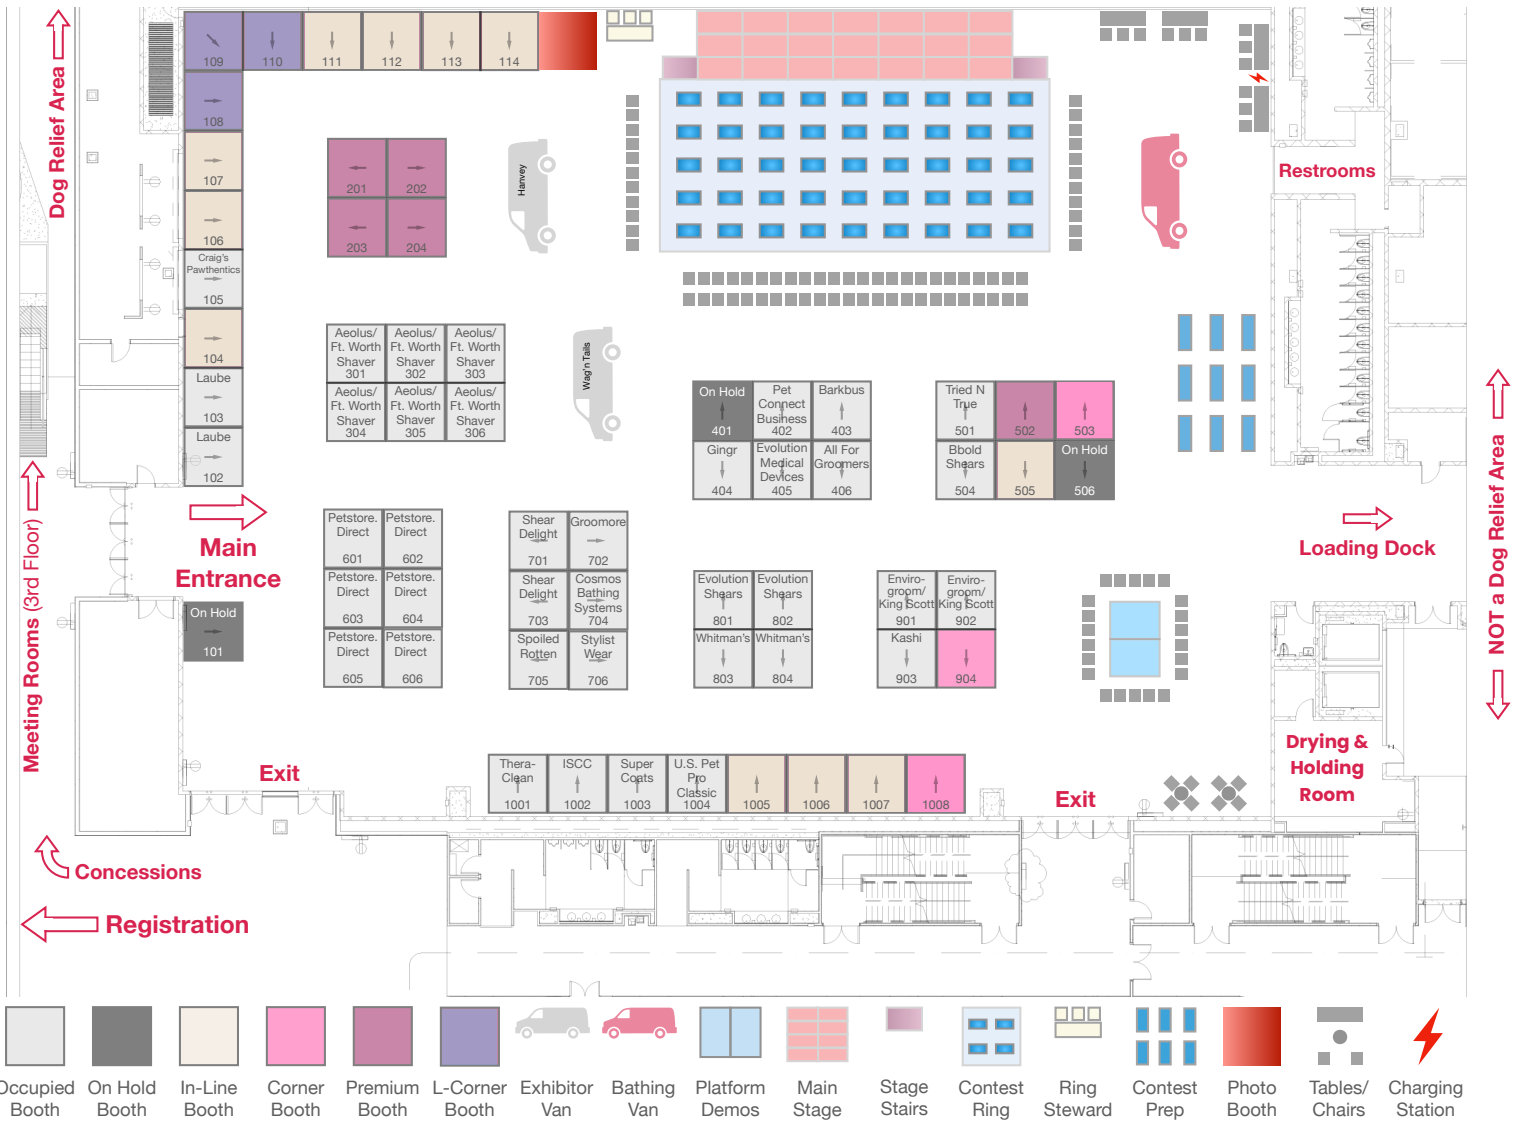 Dog Relief Area
109
110
111
112
113
114
108
107
106
Craig's
Pawthentics
105
104
Laube
103
Laube
102
201
202
203
204
Hanvey
Wag'n Tails
Restrooms
Aeolus/
Ft. Worth
Shaver
301
Aeolus/
Ft. Worth
Shaver
302
Aeolus/
Ft. Worth
Shaver
303
Aeolus/
Ft. Worth
Shaver
304
Aeolus/
Ft. Worth
Shaver
305
Aeolus/
Ft. Worth
Shaver
306
On Hold
401
Pet
Connect
Business
402
Barkbus
403
Gingr
404
Evolution
Medical
Devices
405
All For
Groomers
406
Tried N
True
501
502
503
Bbold
Shears
504
505
On Hold
506
Main
Entrance
Meeting Rooms (3rd Floor)
On Hold
101
Petstore.
Direct
601
Petstore.
Direct
602
Petstore.
Direct
603
Petstore.
Direct
604
Petstore.
Direct
605
Petstore.
Direct
606
Shear
Delight
701
Groomore
702
Shear
Delight
703
Cosmos
Bathing
Systems
704
Spoiled
Rotten
705
Stylist
Wear
706
Evolution
Shears
801
Evolution
Shears
802
Whitman's
803
Whitman's
804
Enviro-
groom/
King Scott
901
Enviro-
groom/
King Scott
902
Kashi
903
904
Loading Dock
NOT a Dog Relief Area
Drying &
Holding
Room
Exit
Thera-
Clean
1001
ISCC
1002
Super
Coats
1003
U.S. Pet
Pro
Classic
1004
1005
1006
1007
1008
Exit
Concessions
Registration
Occupied
Booth
On Hold
Booth
In-Line
Booth
Corner
Booth
Premium
Booth
L-Corner
Booth
Exhibitor
Van
Bathing
Van
Platform
Demos
Main
Stage
Stage
Stairs
Contest
Ring
Ring
Steward
Contest
Prep
Photo
Booth
Tables/
Chairs
Charging
Station